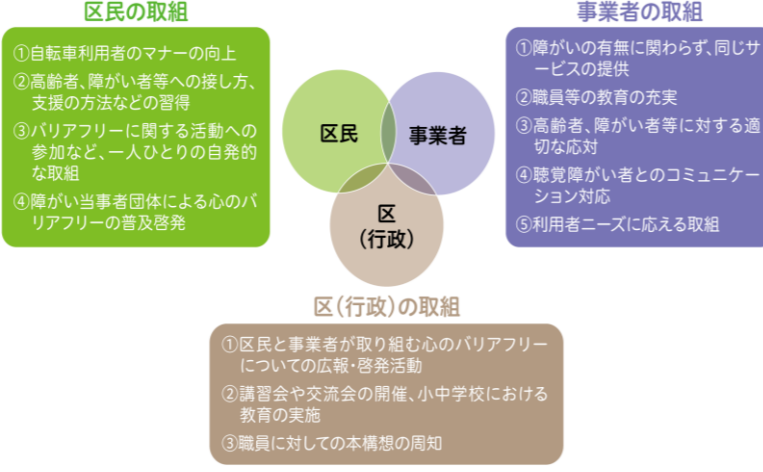 区民の取組
①自転車利用者のマナーの向上
②高齢者、障がい者等への接し方、
支援の方法などの習得
③バリアフリーに関する活動への
参加など、一人ひとりの自発的
な取組
④障がい当事者団体による心のバ
リアフリーの普及啓発
区民
事業者
区
(行政)
事業者の取組
①障がいの有無に関わらず、同じサ
ービスの提供
②職員等の教育の充実
③高齢者、障がい者等に対する適
切な応対
④聴覚障がい者とのコミュニケー
ション対応
⑤利用者ニーズに応える取組
区(行政)の取組
①区民と事業者が取り組む心のバリアフリー
についての広報・啓発活動
②講習会や交流会の開催、小中学校における
教育の実施
③職員に対しての本構想の周知